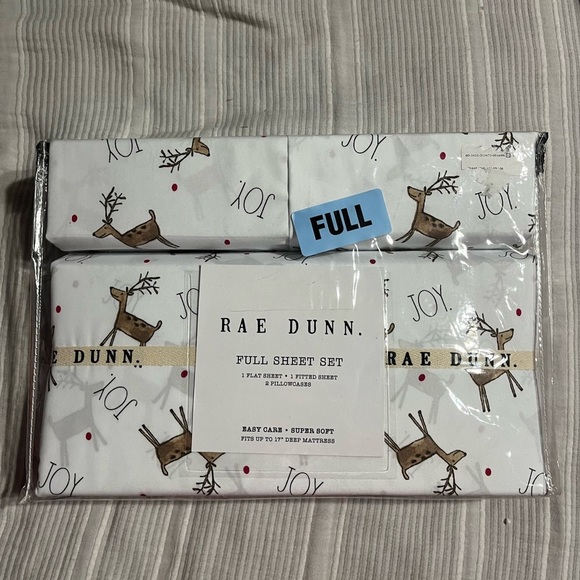 JOY.
JOY.
JOY.
JOY.
FULL
JOY.
JOY.
RAE DUNN.
FULL SHEET SET
1 FLAT SHEET • 1 FITTED SHEET
2 PILLOWCASES
E DUNN.
RAE DUNN.
JOY.
EASY CARE • SUPER SOFT
FITS UP TO 17" DEEP MATTRESS
JOY.
JOY.